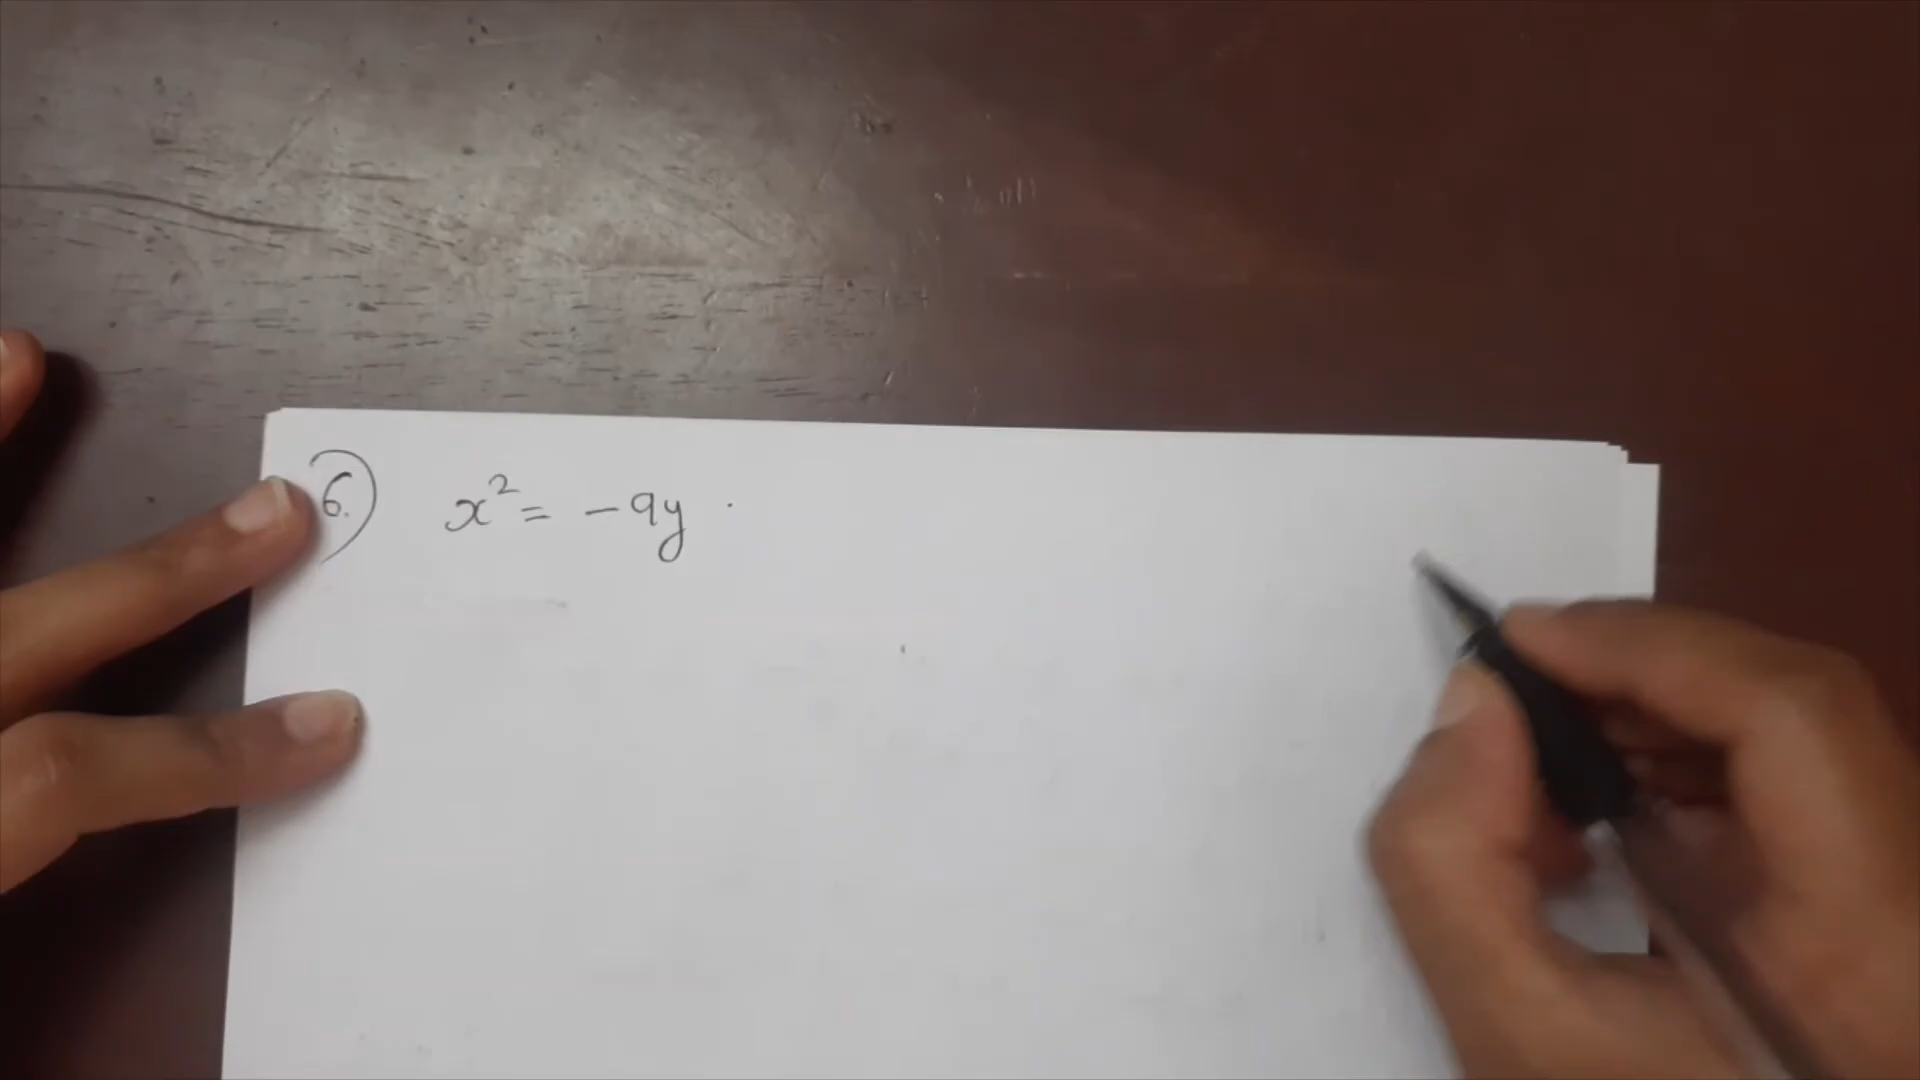 6.) x² = -9y .